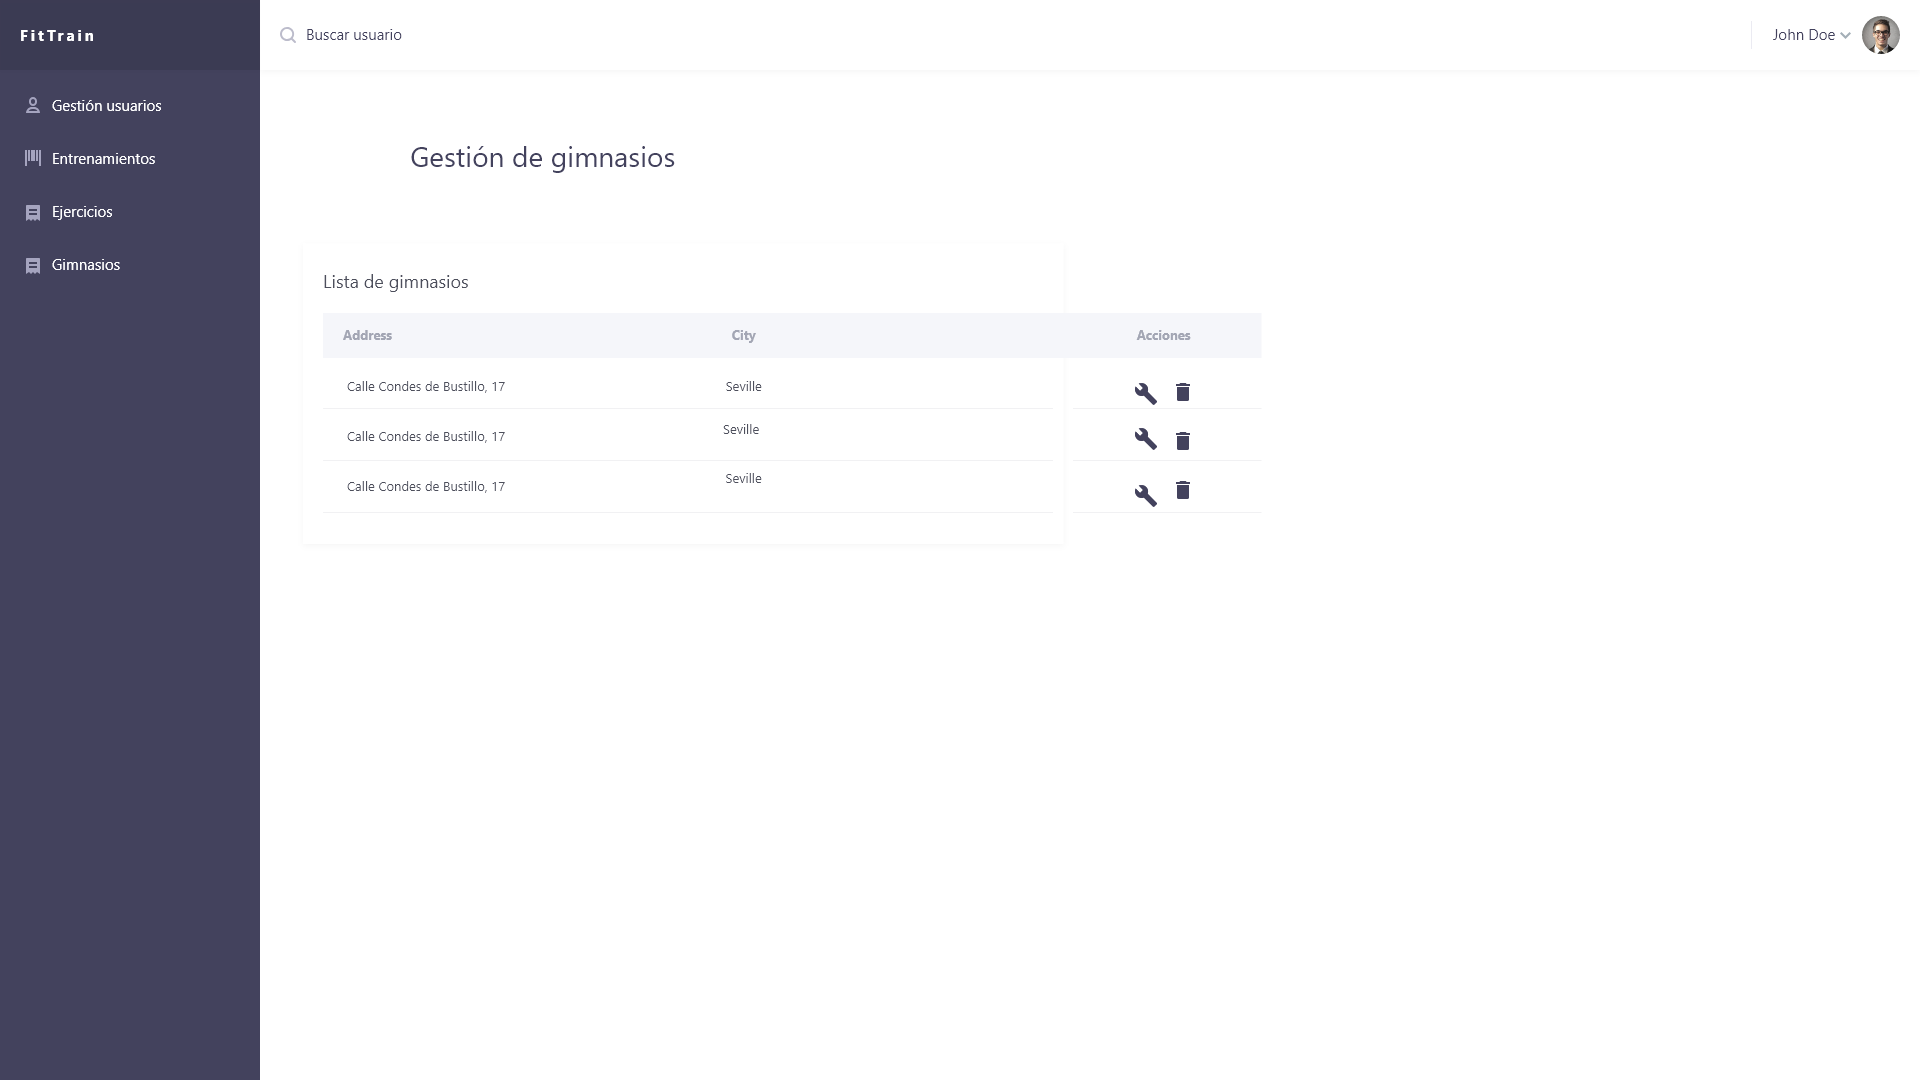 FitTrain
Buscar usuario
John Doe
Gestión usuarios
Entrenamientos
Ejercicios
Gimnasios
Gestión de gimnasios
Lista de gimnasios
Address City Acciones
Calle Condes de Bustillo, 17 Seville
Calle Condes de Bustillo, 17 Seville
Calle Condes de Bustillo, 17 Seville